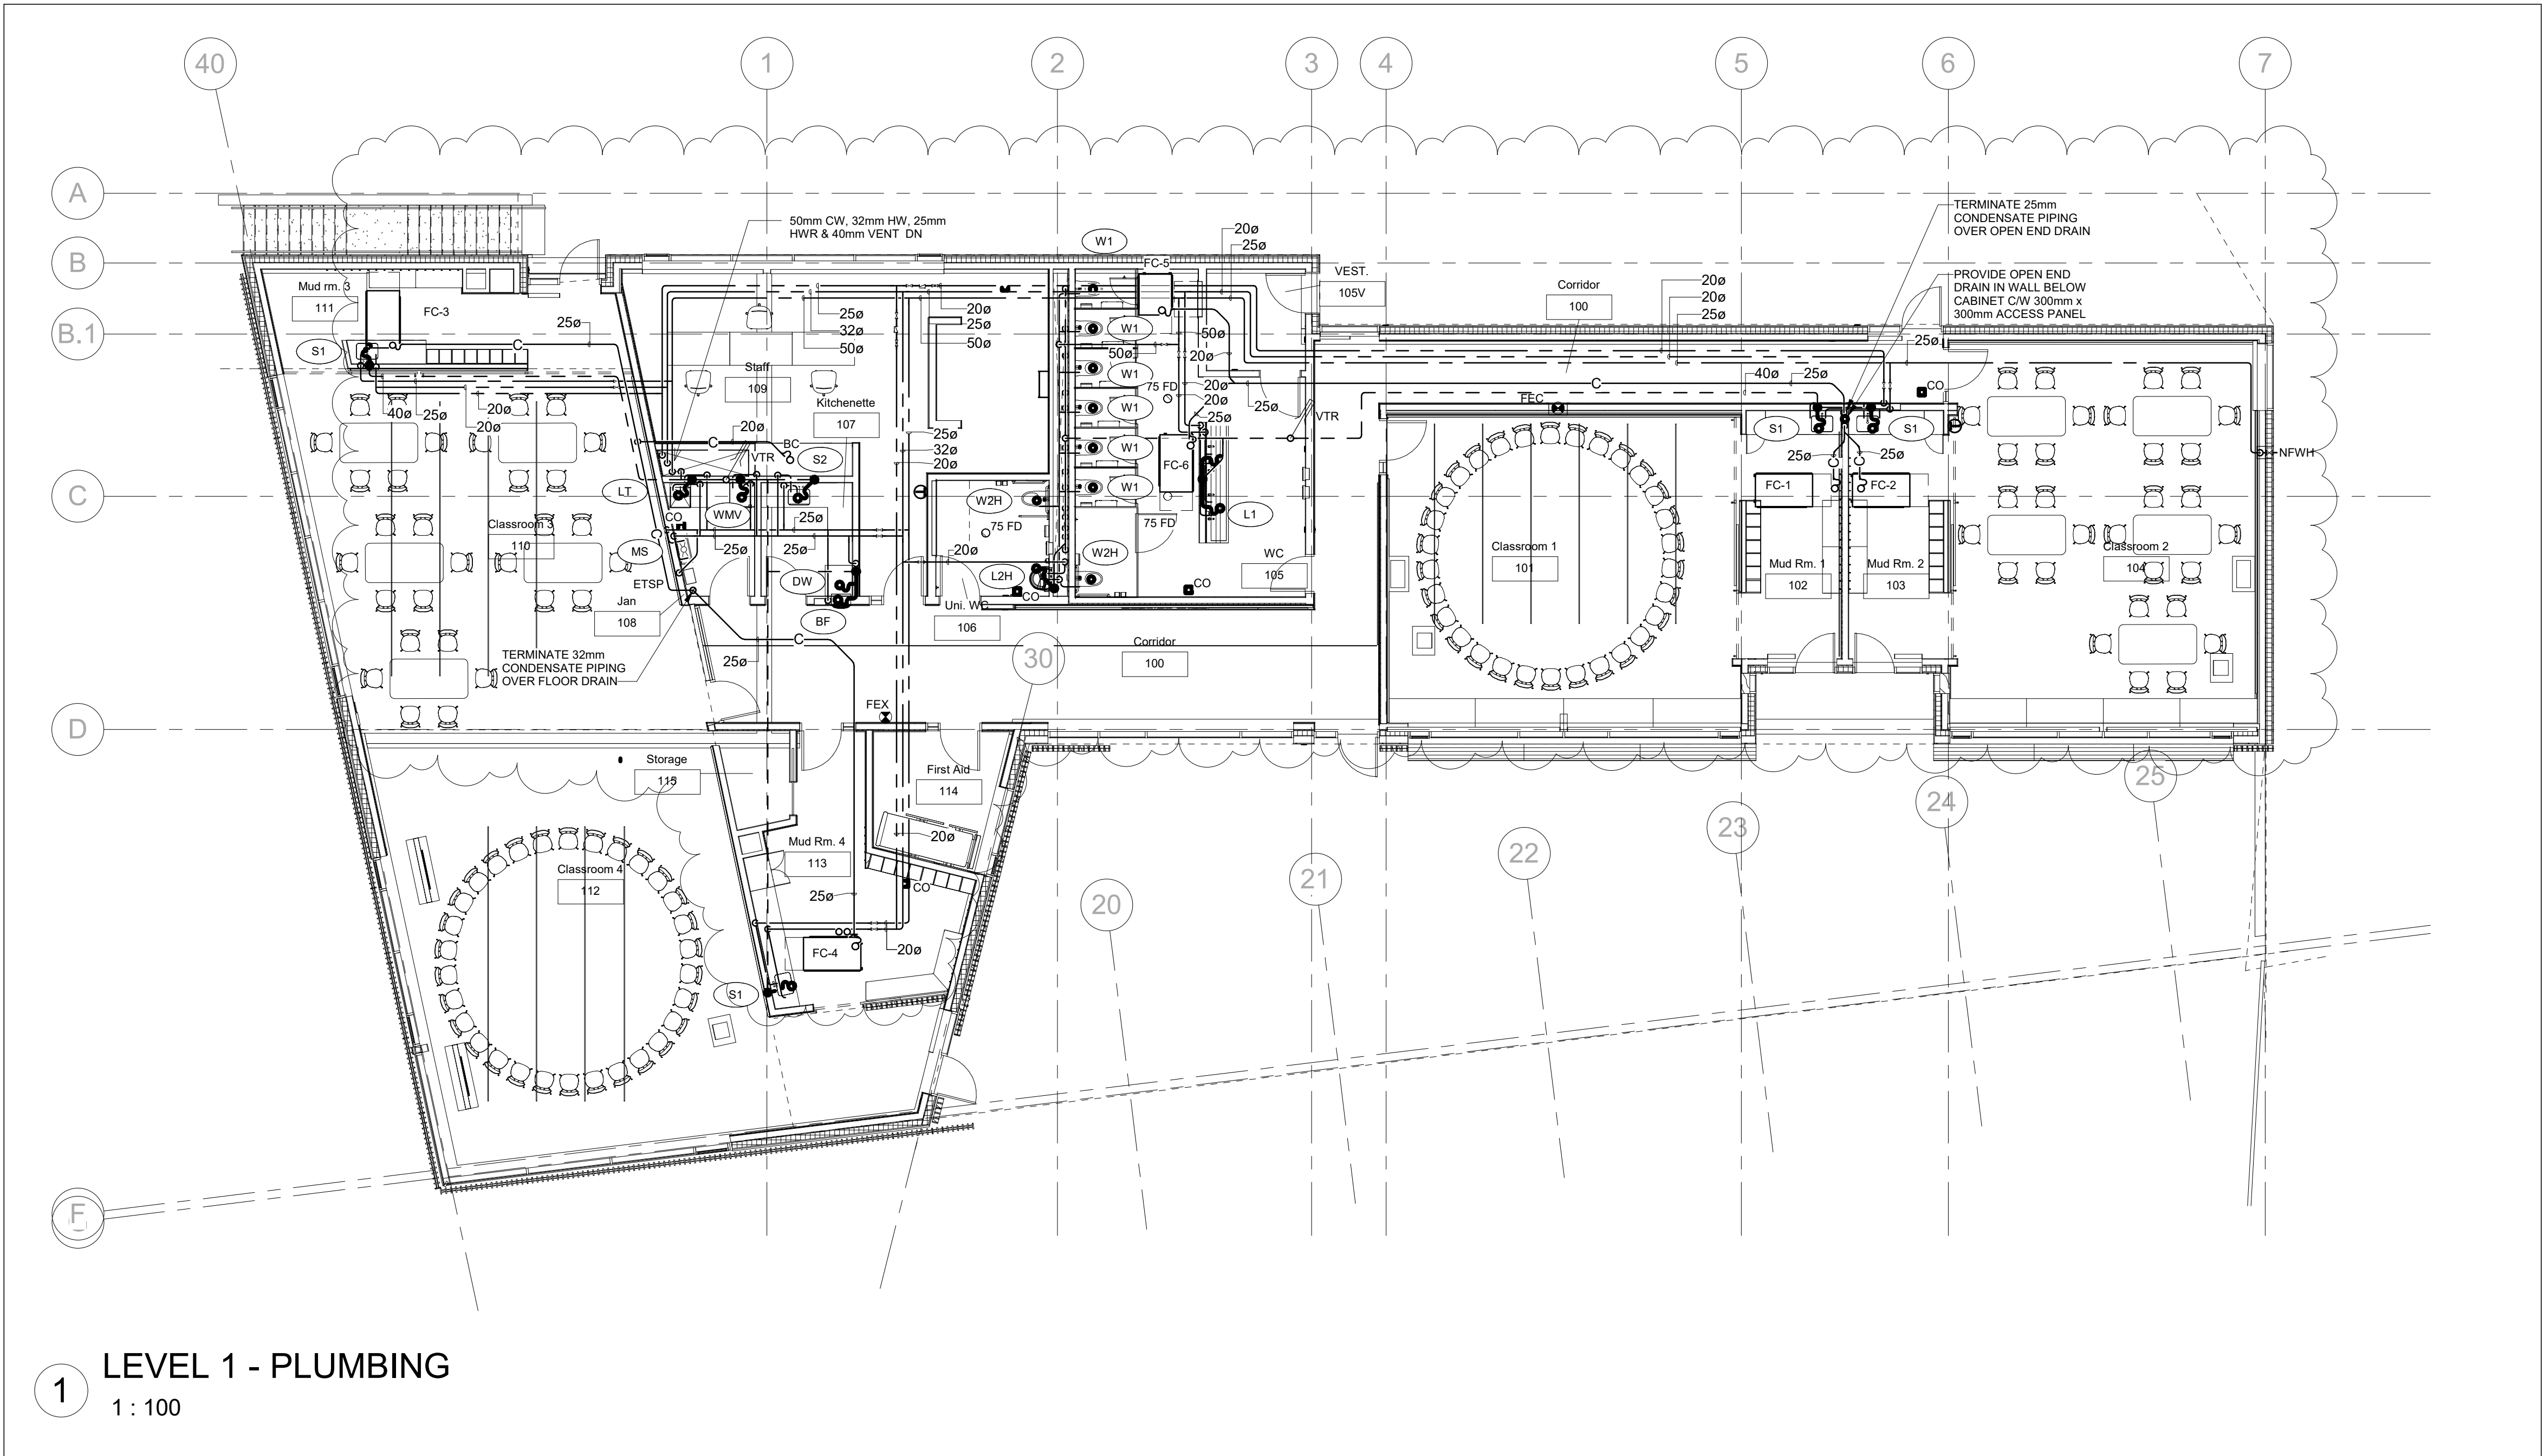 40
1
2
3
4
5
6
7
A
B
B.1
C
D
F
50mm CW, 32mm HW, 25mm
HWR & 40mm VENT DN
W1
20ø
25ø
FC-5
VEST.
105V
Corridor
100
20ø
20ø
25ø
TERMINATE 25mm
CONDENSATE PIPING
OVER OPEN END DRAIN
PROVIDE OPEN END
DRAIN IN WALL BELOW
CABINET C/W 300mm x
300mm ACCESS PANEL
25ø
Mud rm. 3
111
FC-3
S1
25ø
C
40ø
25ø
20ø
20ø
25ø
32ø
50ø
20ø
25ø
50ø
Staff
109
Kitchenette
107
20ø
BC
C
VTR
S2
25ø
32ø
20ø
W1
W1
W1
W1
W1
50ø
50ø
20ø
75 FD
20ø
20ø
25ø
25ø
VTR
FEC
C
40ø
25ø
CO
S1
S1
25ø
25ø
C
C
NFWH
FC-6
FC-1
FC-2
LT
WMV
CO
25ø
25ø
25ø
C
MS
ETSP
DW
BF
W2H
75 FD
75 FD
L1
20ø
L2H
CO
W2H
CO
WC
105
Classroom 3
110
Jan
108
Uni. WC
106
Classroom 1
101
Mud Rm. 1
102
Mud Rm. 2
103
Classroom 2
104
TERMINATE 32mm
CONDENSATE PIPING
OVER FLOOR DRAIN
C
25ø
30
Corridor
100
FEX
Storage
115
First Aid
114
20ø
Mud Rm. 4
113
CO
25ø
20ø
FC-4
S1
Classroom 4
112
20
21
22
23
24
25
1
LEVEL 1 - PLUMBING
1 : 100